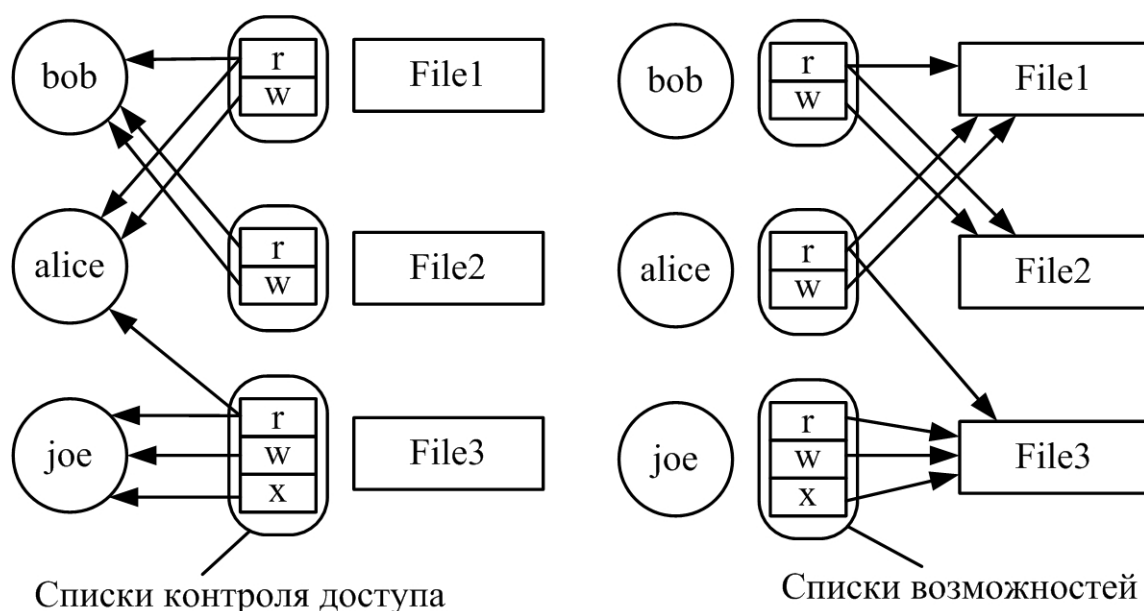 bob
r
w
File1
alice
r
w
File2
joe
r
w
x
File3
Списки контроля доступа
bob
r
w
File1
alice
r
w
File2
joe
r
w
x
File3
Списки возможностей